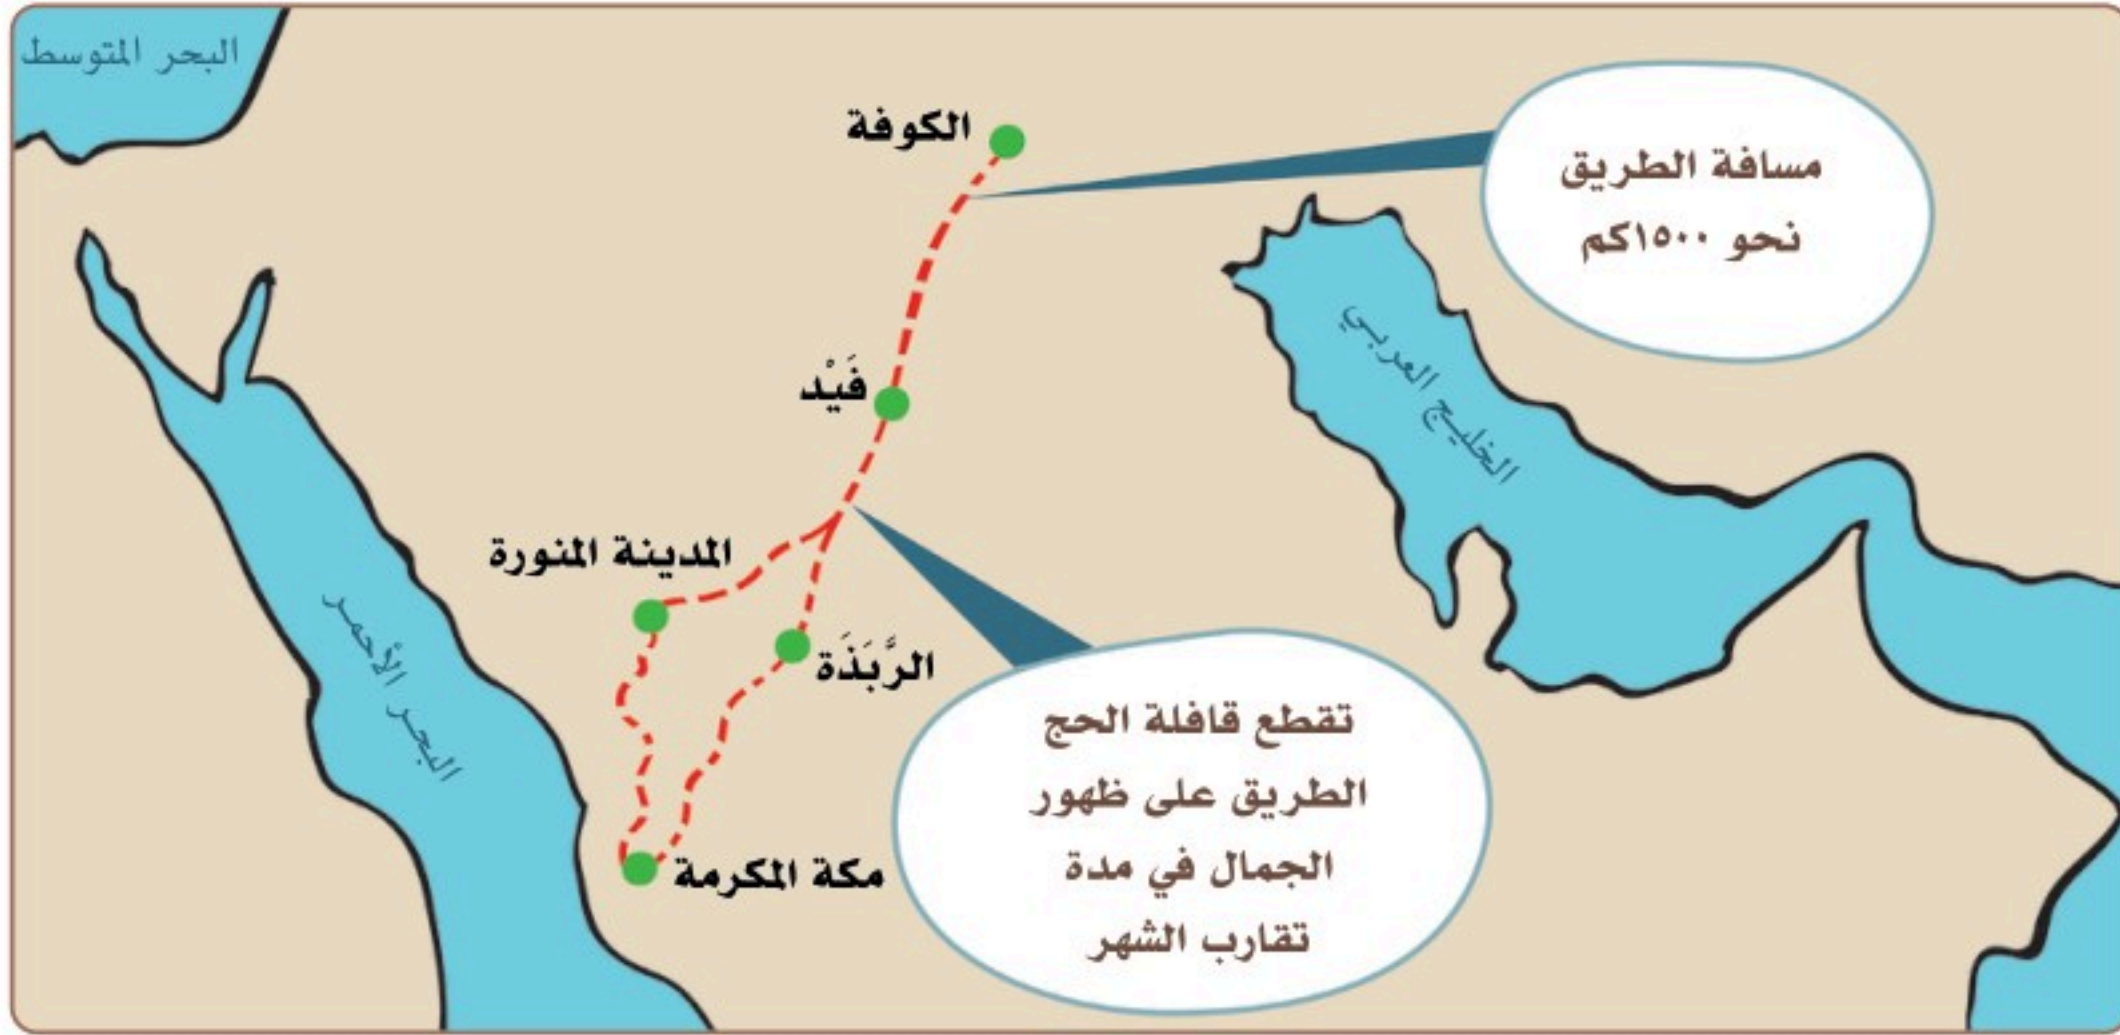 البحر المتوسط
الكوفة
مسافة الطريق
نحو ١٥٠٠كم
الخليج العربي
فَيْد
المدينة المنورة
الرَّبَذَة
البحر الأحمر
تقطع قافلة الحج
الطريق على ظهور
الجمال في مدة
تقارب الشهر
مكة المكرمة